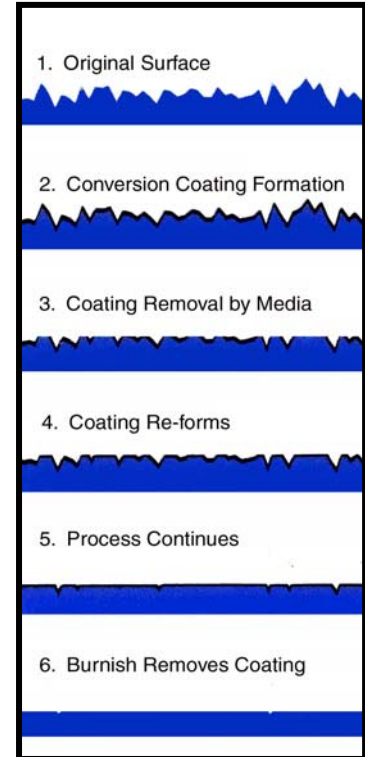 1. Original Surface
2. Conversion Coating Formation
3. Coating Removal by Media
4. Coating Re-forms
5. Process Continues
6. Burnish Removes Coating